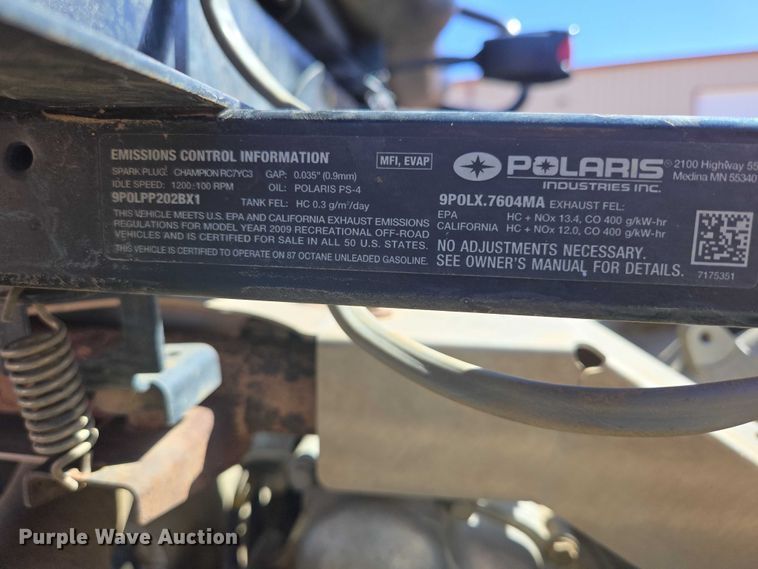 EMISSIONS CONTROL INFORMATION
MFI, EVAP
SPARK PLUG: CHAMPION RC7YC3 GAP: 0.035" (0.9mm)
IDLE SPEED: 1200±100 RPM OIL: POLARIS PS-4
9P0LPP202BX1 TANK FEL: HC 0.3 g/m²/day
THIS VEHICLE MEETS U.S. EPA AND CALIFORNIA EXHAUST EMISSIONS
REGULATIONS FOR MODEL YEAR 2009 RECREATIONAL OFF-ROAD
VEHICLES AND IS CERTIFIED FOR SALE IN ALL 50 U.S. STATES.
THIS VEHICLE IS CERTIFIED TO OPERATE ON 87 OCTANE UNLEADED GASOLINE.
POLARIS®
INDUSTRIES INC.
2100 Highway 55
Medina MN 55340
9POLX.7604MA EXHAUST FEL:
EPA HC + NOx 13.4, CO 400 g/kW-hr
CALIFORNIA HC + NOx 12.0, CO 400 g/kW-hr
NO ADJUSTMENTS NECESSARY.
SEE OWNER'S MANUAL FOR DETAILS.
7175351
Purple Wave Auction